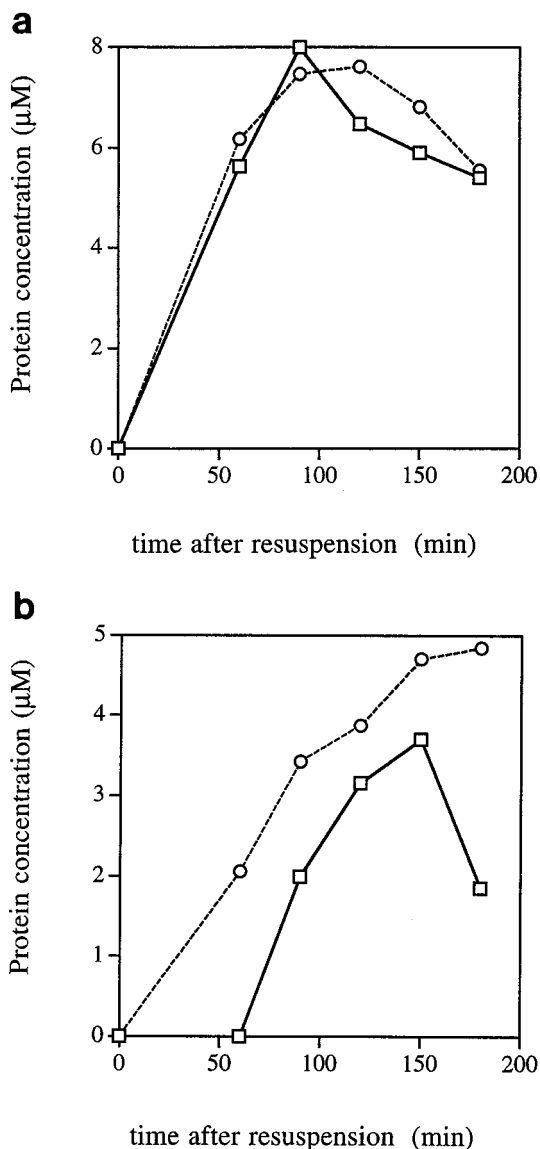 a
Protein concentration (μM)
8
6
4
2
0
0 50 100 150 200
time after resuspension (min)
b
Protein concentration (μM)
5
4
3
2
1
0
0 50 100 150 200
time after resuspension (min)